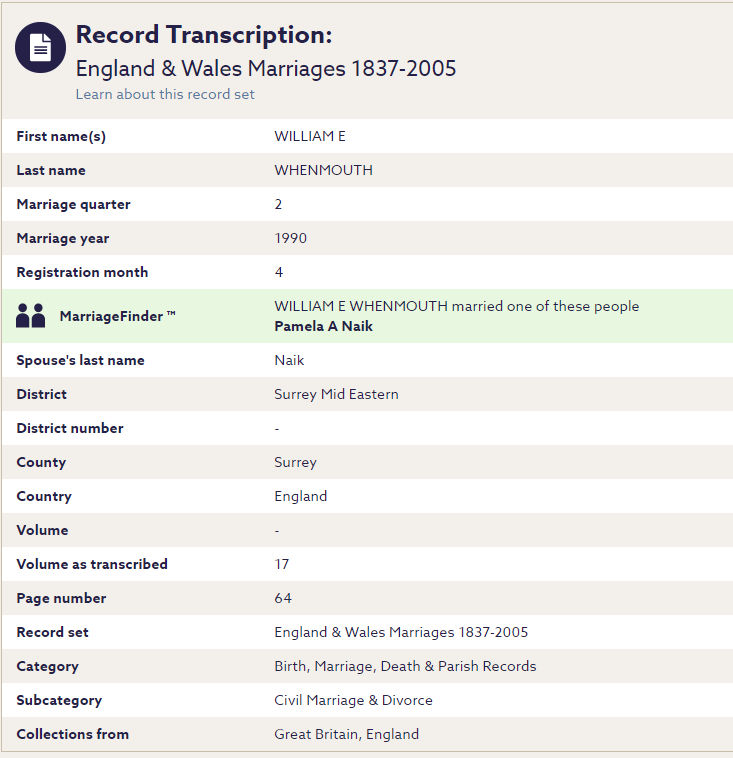 Record Transcription:
England & Wales Marriages 1837-2005
Learn about this record set
First name(s) WILLIAM E
Last name WHENMOUTH
Marriage quarter 2
Marriage year 1990
Registration month 4
MarriageFinder ™ WILLIAM E WHENMOUTH married one of these people
Pamela A Naik
Spouse's last name Naik
District Surrey Mid Eastern
District number -
County Surrey
Country England
Volume -
Volume as transcribed 17
Page number 64
Record set England & Wales Marriages 1837-2005
Category Birth, Marriage, Death & Parish Records
Subcategory Civil Marriage & Divorce
Collections from Great Britain, England